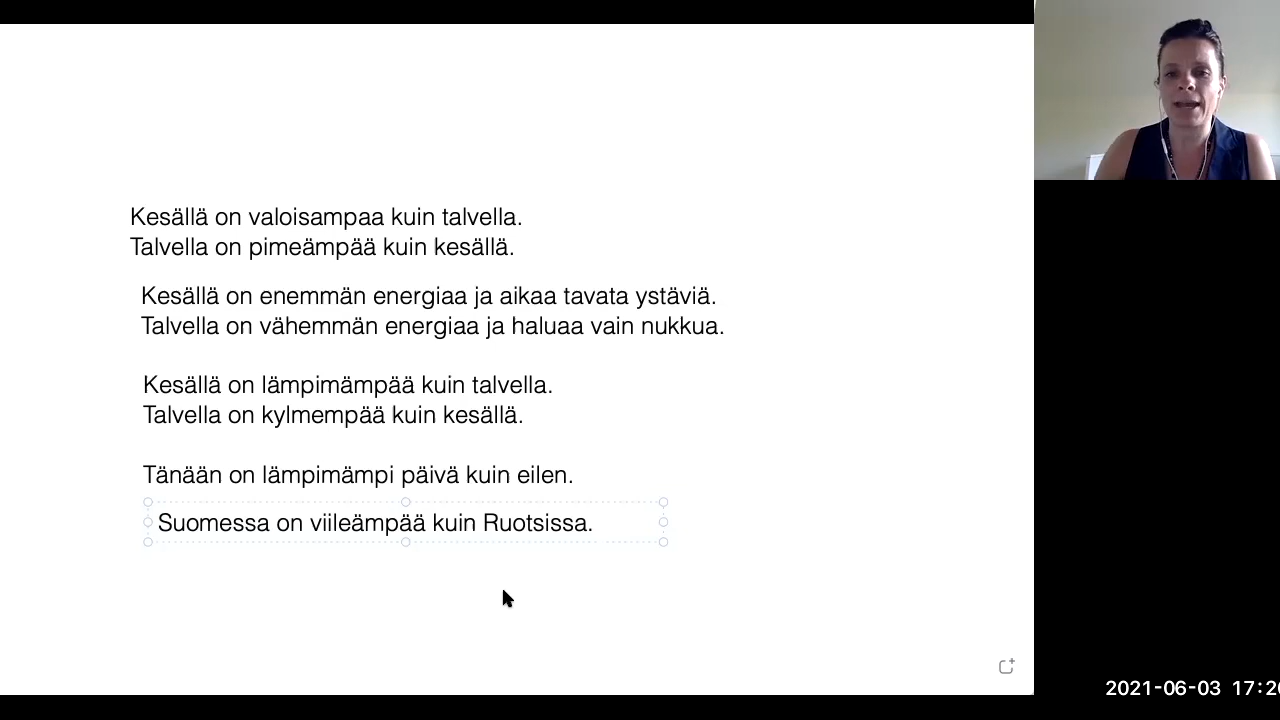 Kesällä on valoisampaa kuin talvella.
Talvella on pimeämpää kuin kesällä.
Kesällä on enemmän energiaa ja aikaa tavata ystäviä.
Talvella on vähemmän energiaa ja haluaa vain nukkua.
Kesällä on lämpimämpää kuin talvella.
Talvella on kylmempää kuin kesällä.
Tänään on lämpimämpi päivä kuin eilen.
Suomessa on viileämpää kuin Ruotsissa.
2021-06-03 17:20